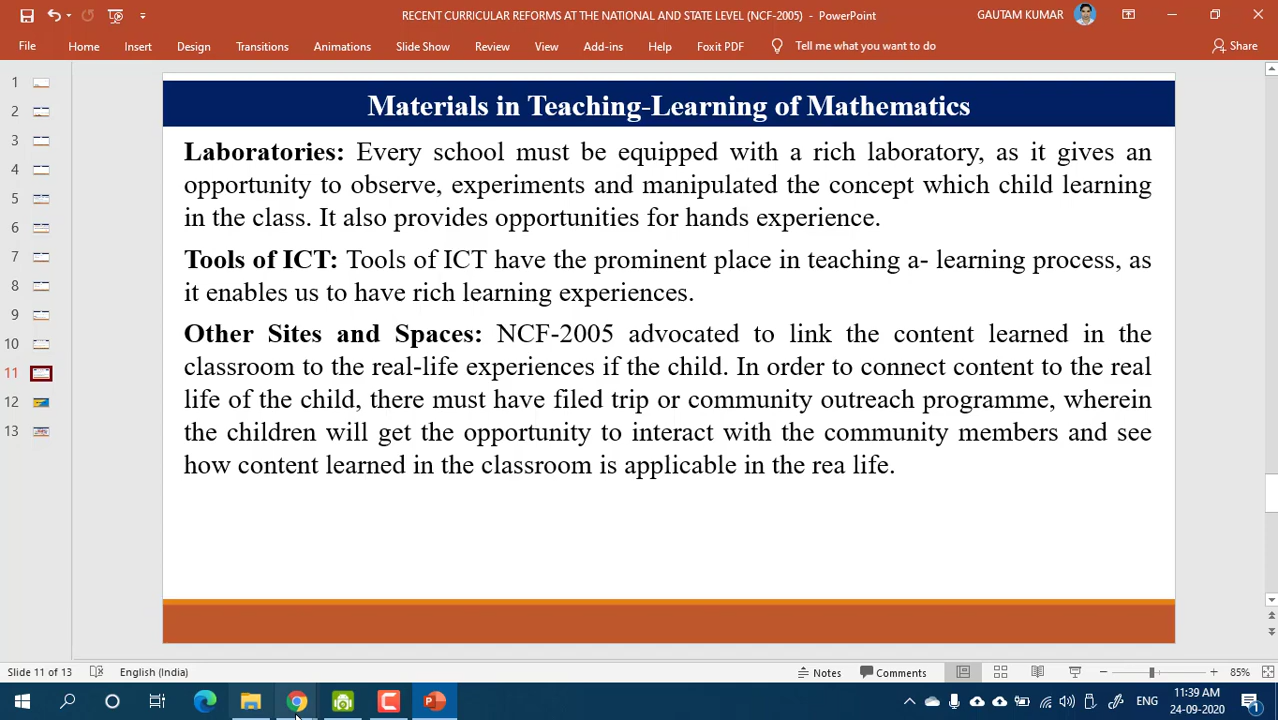 RECENT CURRICULAR REFORMS AT THE NATIONAL AND STATE LEVEL (NCF-2005) - PowerPoint
GAUTAM KUMAR
File Home Insert Design Transitions Animations Slide Show Review View Add-ins Help Foxit PDF Tell me what you want to do Share
1
2
3
4
5
6
7
8
9
10
11
12
13
Materials in Teaching-Learning of Mathematics
Laboratories: Every school must be equipped with a rich laboratory, as it gives an
opportunity to observe, experiments and manipulated the concept which child learning
in the class. It also provides opportunities for hands experience.
Tools of ICT: Tools of ICT have the prominent place in teaching a- learning process, as
it enables us to have rich learning experiences.
Other Sites and Spaces: NCF-2005 advocated to link the content learned in the
classroom to the real-life experiences if the child. In order to connect content to the real
life of the child, there must have filed trip or community outreach programme, wherein
the children will get the opportunity to interact with the community members and see
how content learned in the classroom is applicable in the rea life.
Slide 11 of 13 English (India) Notes Comments 85%
ENG
11:39 AM
24-09-2020
1